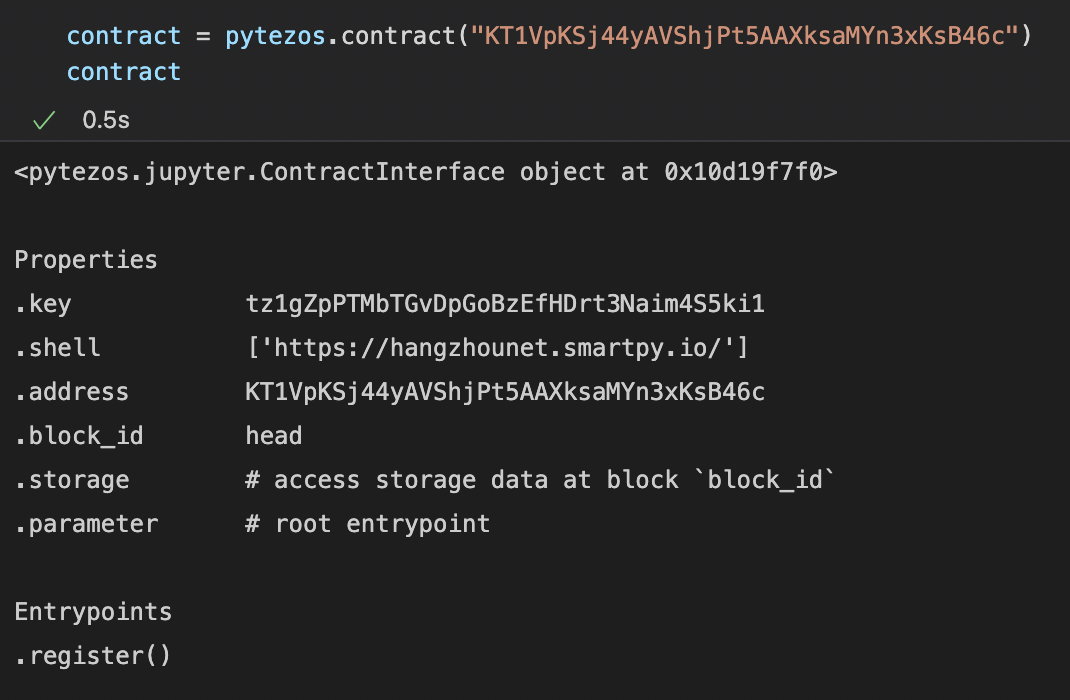 contract = pytezos.contract("KT1VpKSj44yAVShjPt5AAXksaMYn3xKsB46c")
contract
✓ 0.5s
<pytezos.jupyter.ContractInterface object at 0x10d19f7f0>
Properties
.key tz1gZpPTMbTGvDpGoBzEfHDrt3Naim4S5ki1
.shell ['https://hangzhounet.smartpy.io/']
.address KT1VpKSj44yAVShjPt5AAXksaMYn3xKsB46c
.block_id head
.storage # access storage data at block `block_id`
.parameter # root entrypoint
Entrypoints
.register()